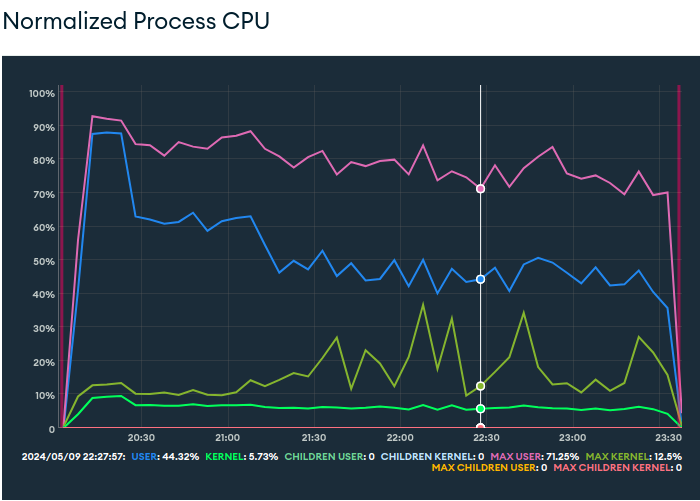 Normalized Process CPU
100%
90%
80%
70%
60%
50%
40%
30%
20%
10%
0
20:30 21:00 21:30 22:00 22:30 23:00 23:30
2024/05/09 22:27:57: USER: 44.32% KERNEL: 5.73% CHILDREN USER: 0 CHILDREN KERNEL: 0 MAX USER: 71.25% MAX KERNEL: 12.5%
MAX CHILDREN USER: 0 MAX CHILDREN KERNEL: 0